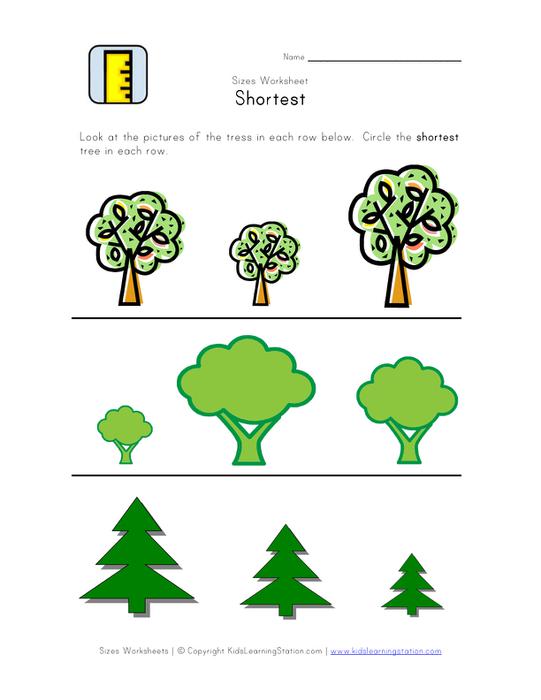 Name
Sizes Worksheet
Shortest
Look at the pictures of the tress in each row below. Circle the shortest
tree in each row.
Sizes Worksheets | © Copyright KidsLearningStation.com | www.kidslearningstation.com